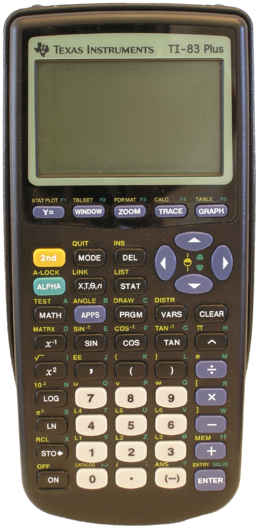 TEXAS INSTRUMENTS TI-83 Plus
STAT PLOT F1 TBLSET F2 FORMAT F3 CALC F4 TABLE F5
Y= WINDOW ZOOM TRACE GRAPH
QUIT INS
2nd MODE DEL
A-LOCK LINK LIST
ALPHA X,T,Θ,n STAT
TEST A ANGLE B DRAW C DISTR
MATH APPS PRGM VARS CLEAR
MATRX D SIN⁻¹ E COS⁻¹ F TAN⁻¹ G π H
x⁻¹ SIN COS TAN ^
√ I EE J { K } L e M
x² , ( ) ÷
10ˣ N u O v P w Q [ R
LOG 7 8 9 ×
eˣ S L4 T L5 U L6 V ] W
LN 4 5 6 −
RCL X L1 Y L2 Z L3 θ MEM "
STO▸ 1 2 3 +
OFF CATALOG i : ANS ? ENTRY SOLVE
ON 0 . (−) ENTER